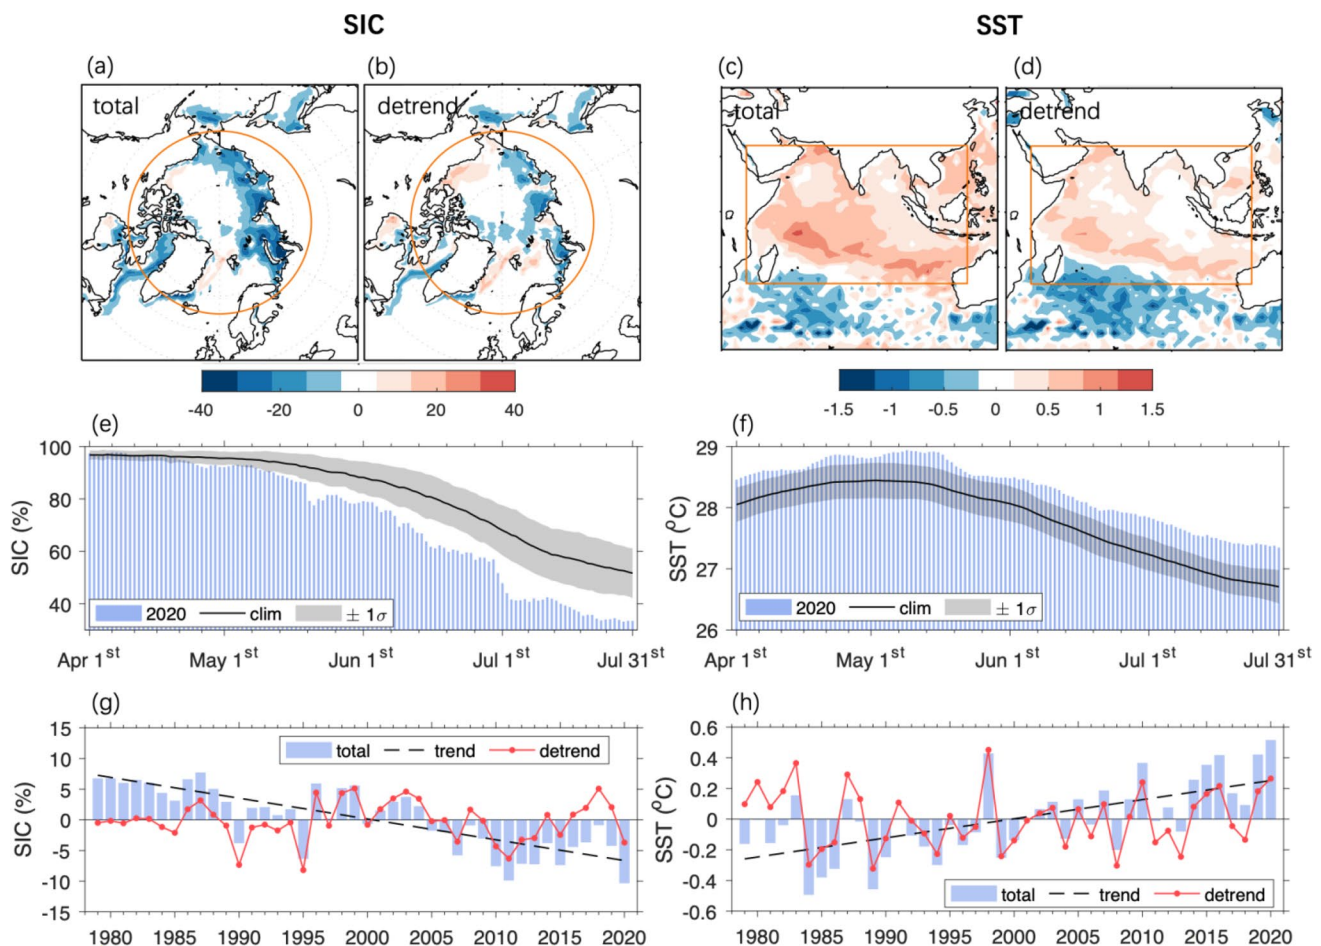 SIC SST
(a) (b) (c) (d)
total detrend total detrend
-40 -20 0 20 40
-1.5 -1 -0.5 0 0.5 1 1.5
(e)
SIC (%)
100
80
60
40
2020 clim ± 1σ
Apr 1st May 1st Jun 1st Jul 1st Jul 31st
(f)
SST (°C)
29
28
27
26
2020 clim ± 1σ
Apr 1st May 1st Jun 1st Jul 1st Jul 31st
(g)
SIC (%)
15
10
5
0
-5
-10
-15
total trend detrend
1980 1985 1990 1995 2000 2005 2010 2015 2020
(h)
SST (°C)
0.6
0.4
0.2
0
-0.2
-0.4
-0.6
total trend detrend
1980 1985 1990 1995 2000 2005 2010 2015 2020